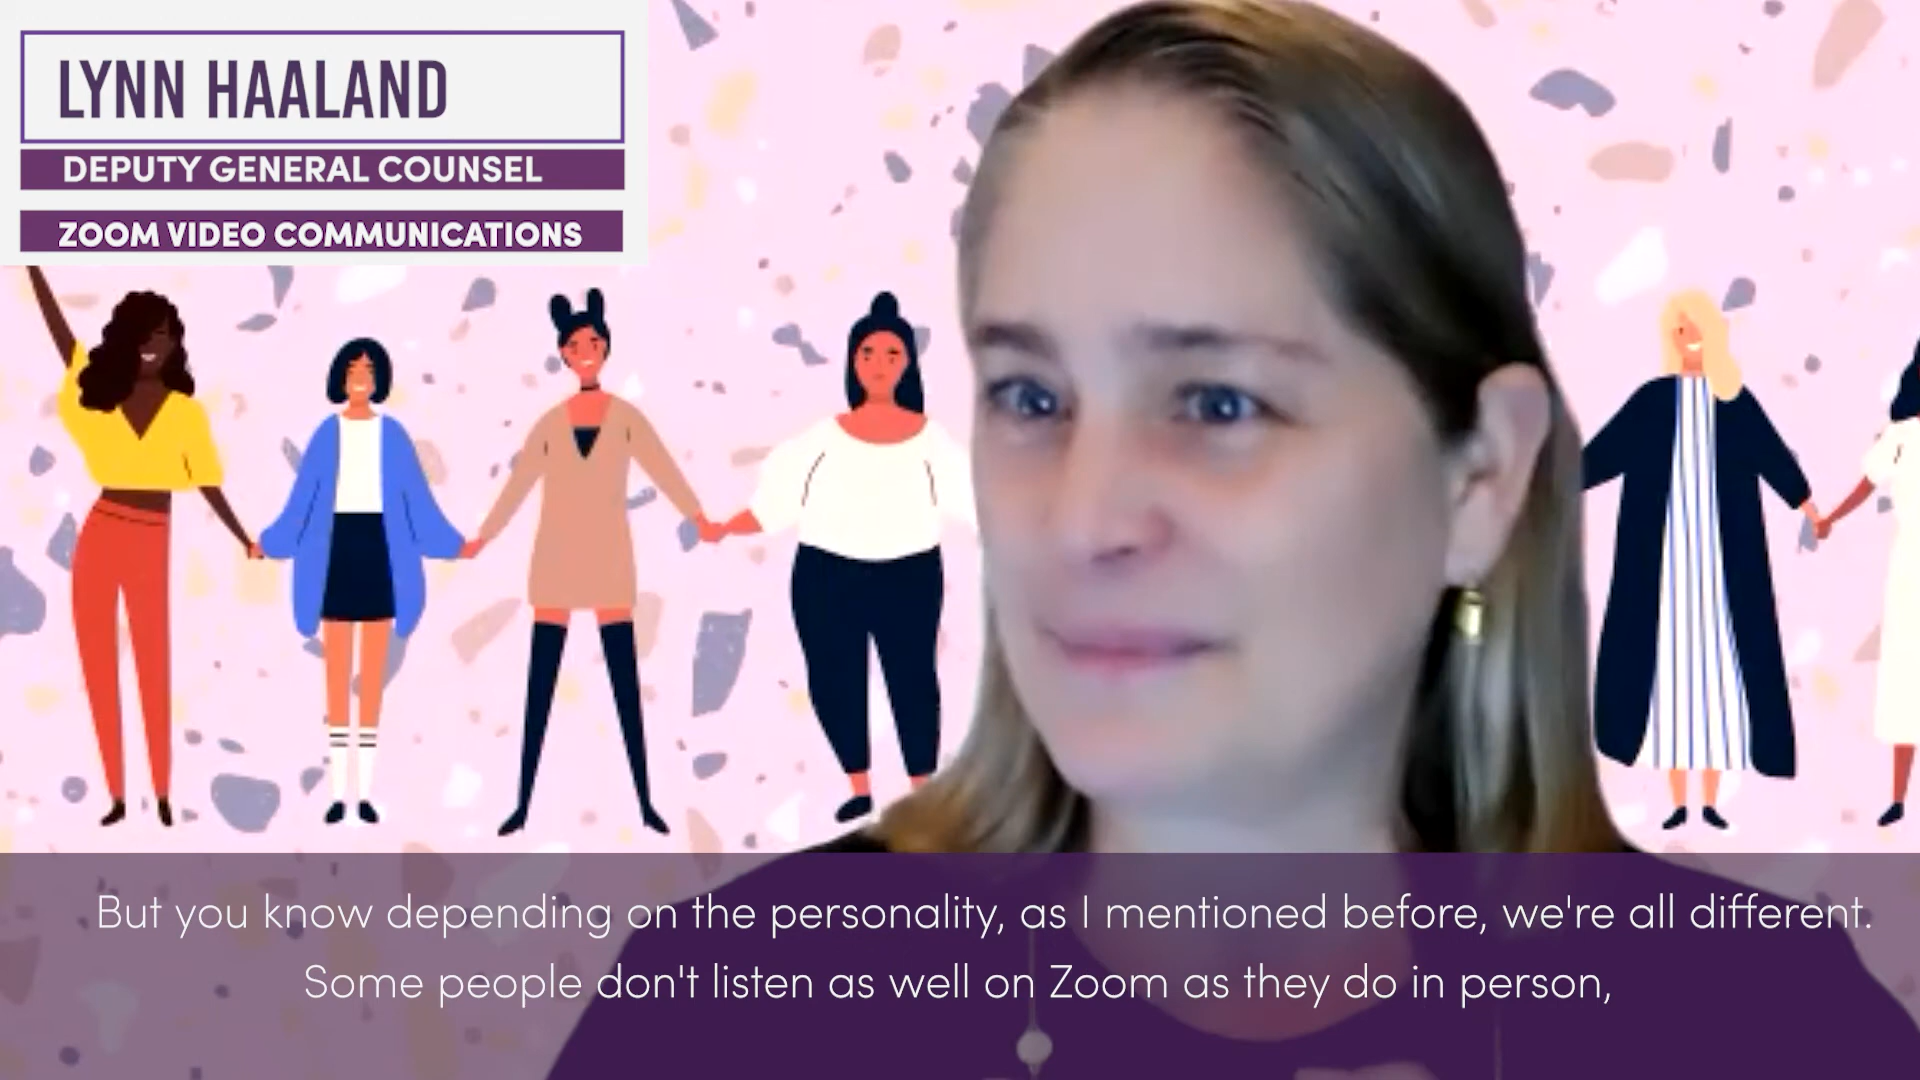 LYNN HAALAND
DEPUTY GENERAL COUNSEL
ZOOM VIDEO COMMUNICATIONS
But you know depending on the personality, as I mentioned before, we're all different.
Some people don't listen as well on Zoom as they do in person,